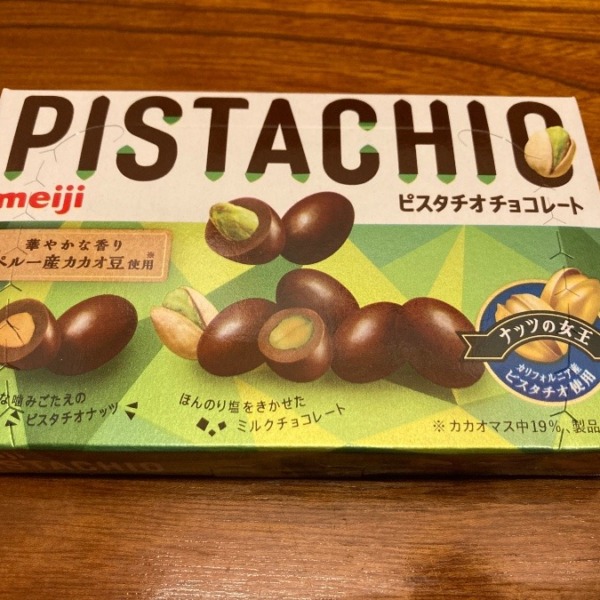 PISTACHIO
meiji
ピスタチオチョコレート
華やかな香り
ペルー産カカオ豆使用※
ナッツの女王
カリフォルニア産
ピスタチオ使用
な噛みごたえの
ピスタチオナッツ
ほんのり塩をきかせた
ミルクチョコレート
※カカオマス中19%、製品